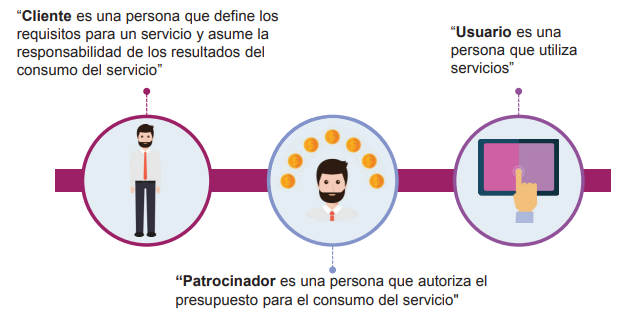 “Cliente es una persona que define los
requisitos para un servicio y asume la
responsabilidad de los resultados del
consumo del servicio”
“Usuario es una
persona que utiliza
servicios”
“Patrocinador es una persona que autoriza el
presupuesto para el consumo del servicio"